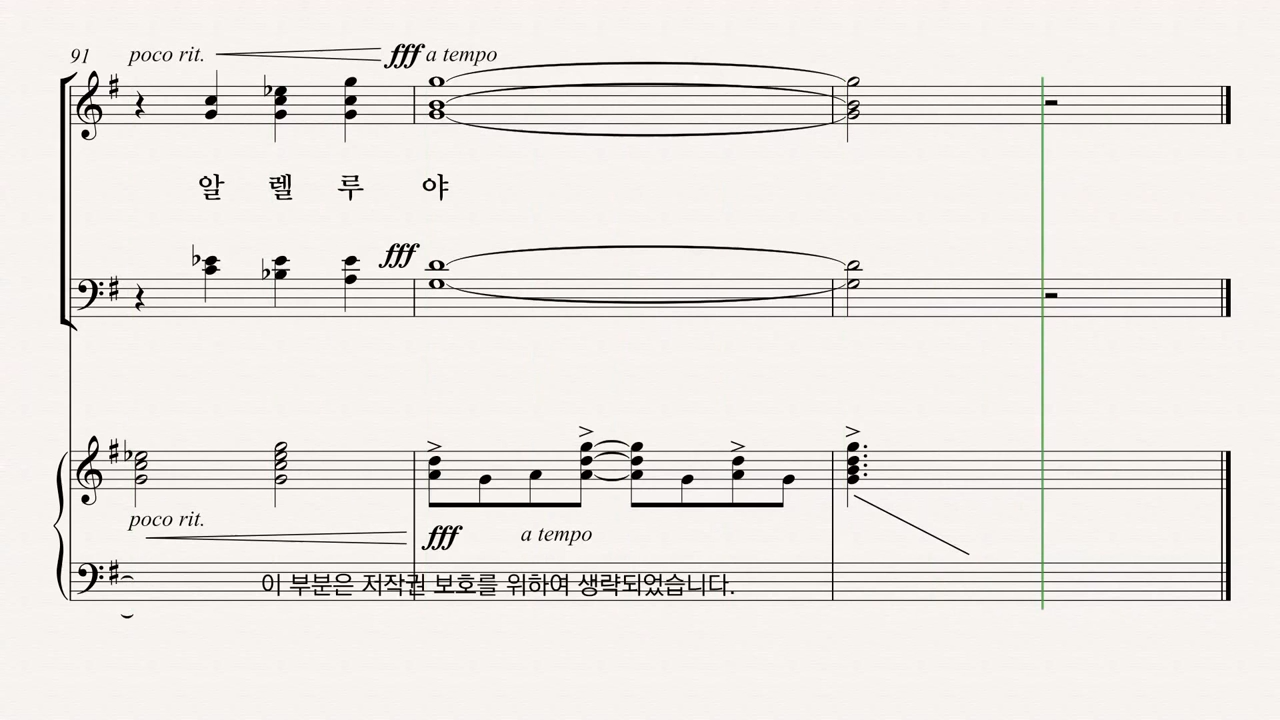 91 poco rit. fff a tempo
알 렐 루 야
fff
poco rit. fff a tempo
이 부분은 저작권 보호를 위하여 생략되었습니다.